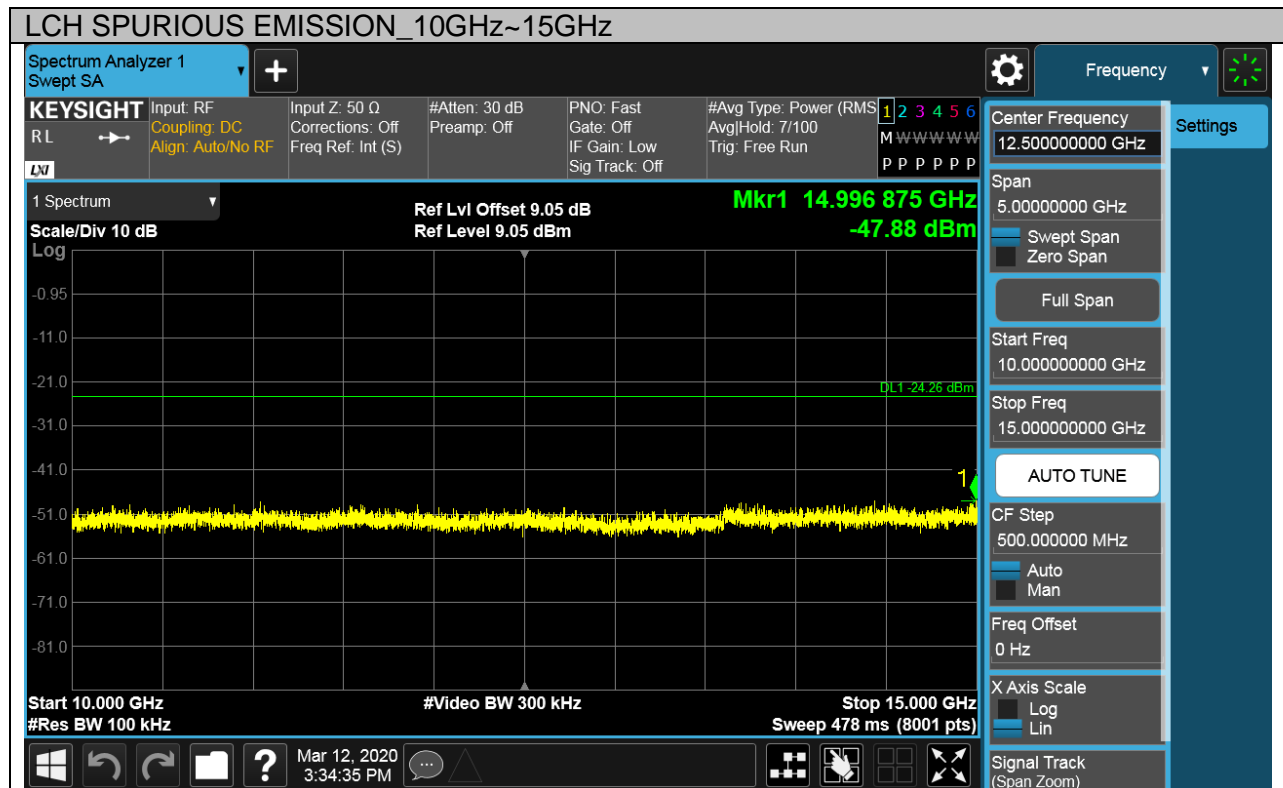 LCH SPURIOUS EMISSION_10GHz~15GHz
Spectrum Analyzer 1
Swept SA
+
Frequency
KEYSIGHT
RL
LXI
Input: RF
Coupling: DC
Align: Auto/No RF
Input Z: 50 Ω
Corrections: Off
Freq Ref: Int (S)
#Atten: 30 dB
Preamp: Off
PNO: Fast
Gate: Off
IF Gain: Low
Sig Track: Off
#Avg Type: Power (RMS
Avg|Hold: 7/100
Trig: Free Run
1 2 3 4 5 6
M W W W W W
P P P P P P
1 Spectrum
Scale/Div 10 dB
Ref Lvl Offset 9.05 dB
Ref Level 9.05 dBm
Mkr1 14.996 875 GHz
-47.88 dBm
Log
-0.95
-11.0
-21.0
DL1 -24.26 dBm
-31.0
-41.0
1
-51.0
-61.0
-71.0
-81.0
Start 10.000 GHz
#Video BW 300 kHz
Stop 15.000 GHz
#Res BW 100 kHz
Sweep 478 ms (8001 pts)
?
Mar 12, 2020
3:34:35 PM
Center Frequency
12.500000000 GHz
Settings
Span
5.00000000 GHz
Swept Span
Zero Span
Full Span
Start Freq
10.000000000 GHz
Stop Freq
15.000000000 GHz
AUTO TUNE
CF Step
500.000000 MHz
Auto
Man
Freq Offset
0 Hz
X Axis Scale
Log
Lin
Signal Track
(Span Zoom)